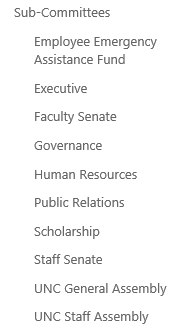 Sub-Committees
Employee Emergency
Assistance Fund
Executive
Faculty Senate
Governance
Human Resources
Public Relations
Scholarship
Staff Senate
UNC General Assembly
UNC Staff Assembly